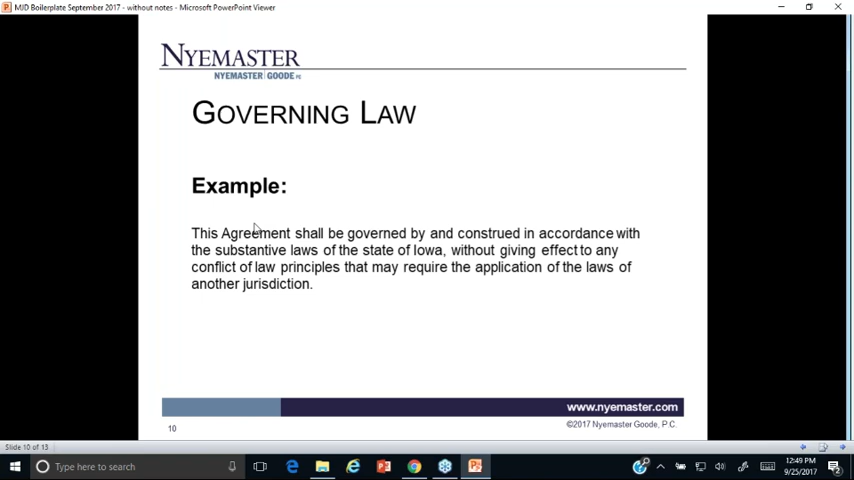 MJD Boilerplate September 2017 - without notes - Microsoft PowerPoint Viewer
NYEMASTER
NYEMASTER GOODE PC
GOVERNING LAW
Example:
This Agreement shall be governed by and construed in accordance with
the substantive laws of the state of Iowa, without giving effect to any
conflict of law principles that may require the application of the laws of
another jurisdiction.
www.nyemaster.com
10
©2017 Nyemaster Goode, P.C.
Slide 10 of 13
Type here to search
12:49 PM
9/25/2017
2